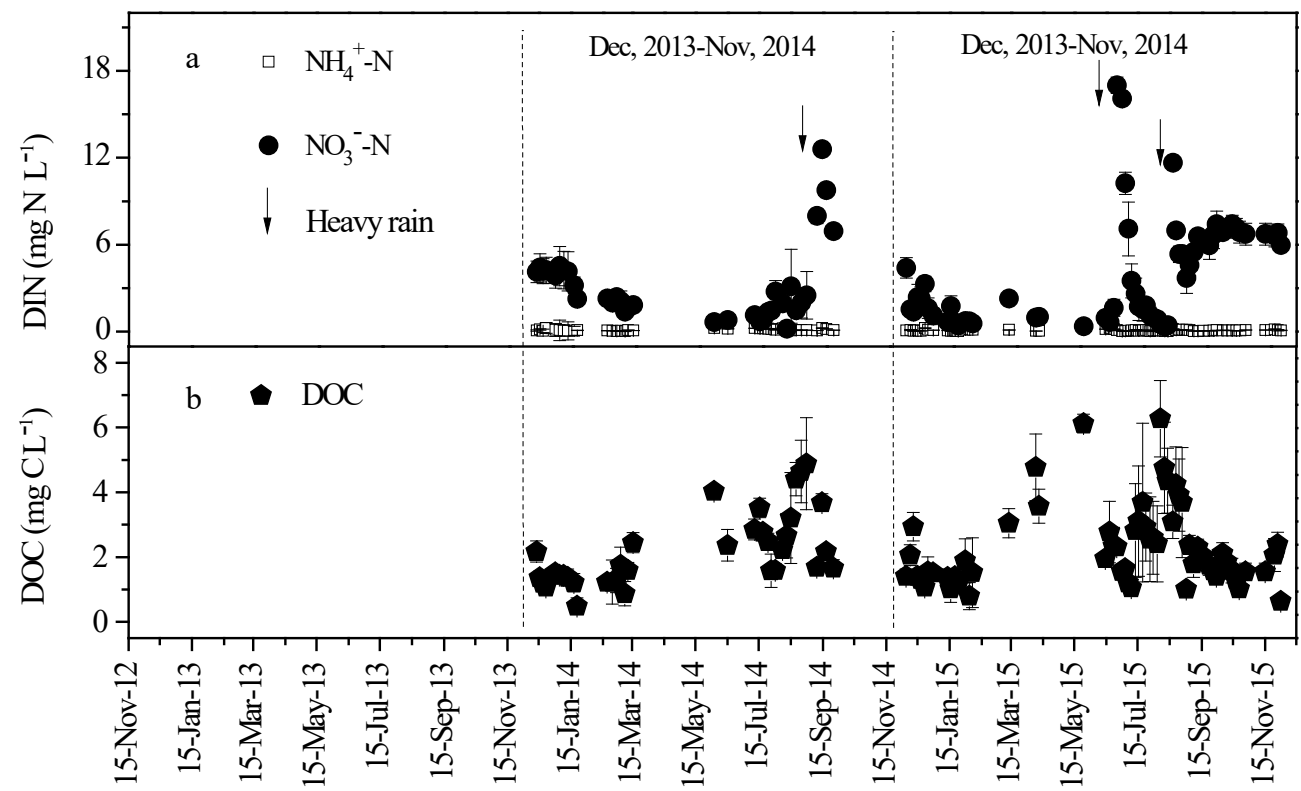 a
NH₄⁺-N
NO₃⁻-N
Heavy rain
Dec, 2013-Nov, 2014
Dec, 2013-Nov, 2014
DIN (mg N L⁻¹)
18
12
6
0
b
DOC
DOC (mg C L⁻¹)
8
6
4
2
0
15-Nov-12
15-Jan-13
15-Mar-13
15-May-13
15-Jul-13
15-Sep-13
15-Nov-13
15-Jan-14
15-Mar-14
15-May-14
15-Jul-14
15-Sep-14
15-Nov-14
15-Jan-15
15-Mar-15
15-May-15
15-Jul-15
15-Sep-15
15-Nov-15